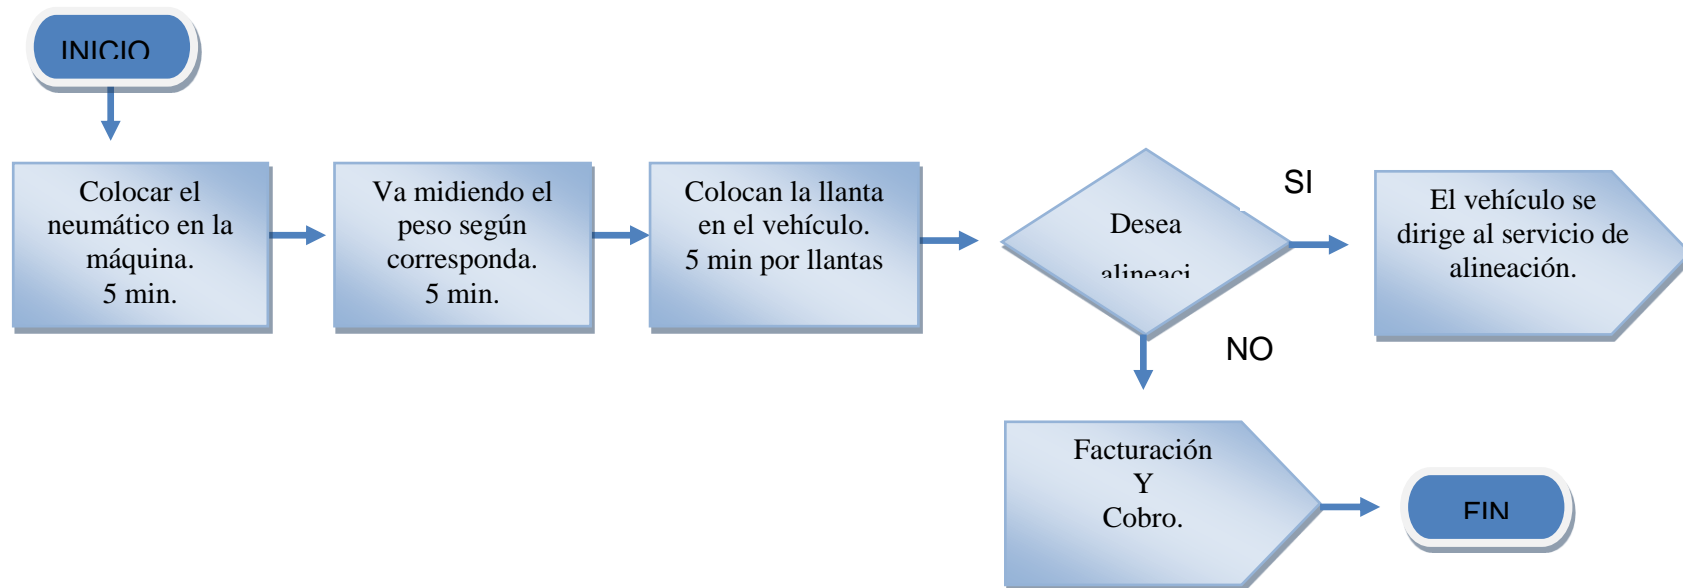 INICIO
Colocar el
neumático en la
máquina.
5 min.
Va midiendo el
peso según
corresponda.
5 min.
Colocan la llanta
en el vehículo.
5 min por llantas
Desea
alineaci
SI
El vehículo se
dirige al servicio de
alineación.
NO
Facturación
Y
Cobro.
FIN